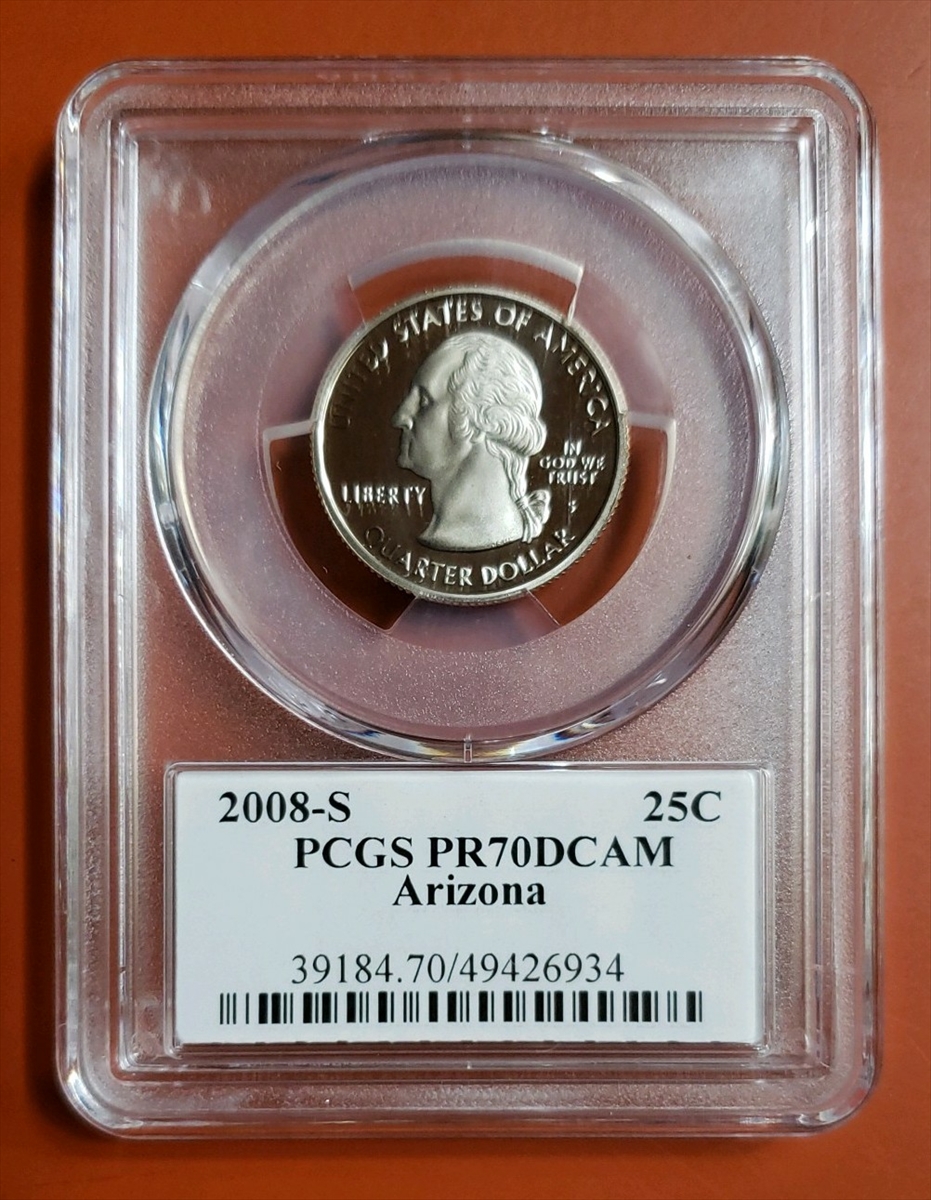 UNITED STATES OF AMERICA
LIBERTY
IN
GOD WE
TRUST
S
QUARTER DOLLAR
2008-S 25C
PCGS PR70DCAM
Arizona
39184.70/49426934